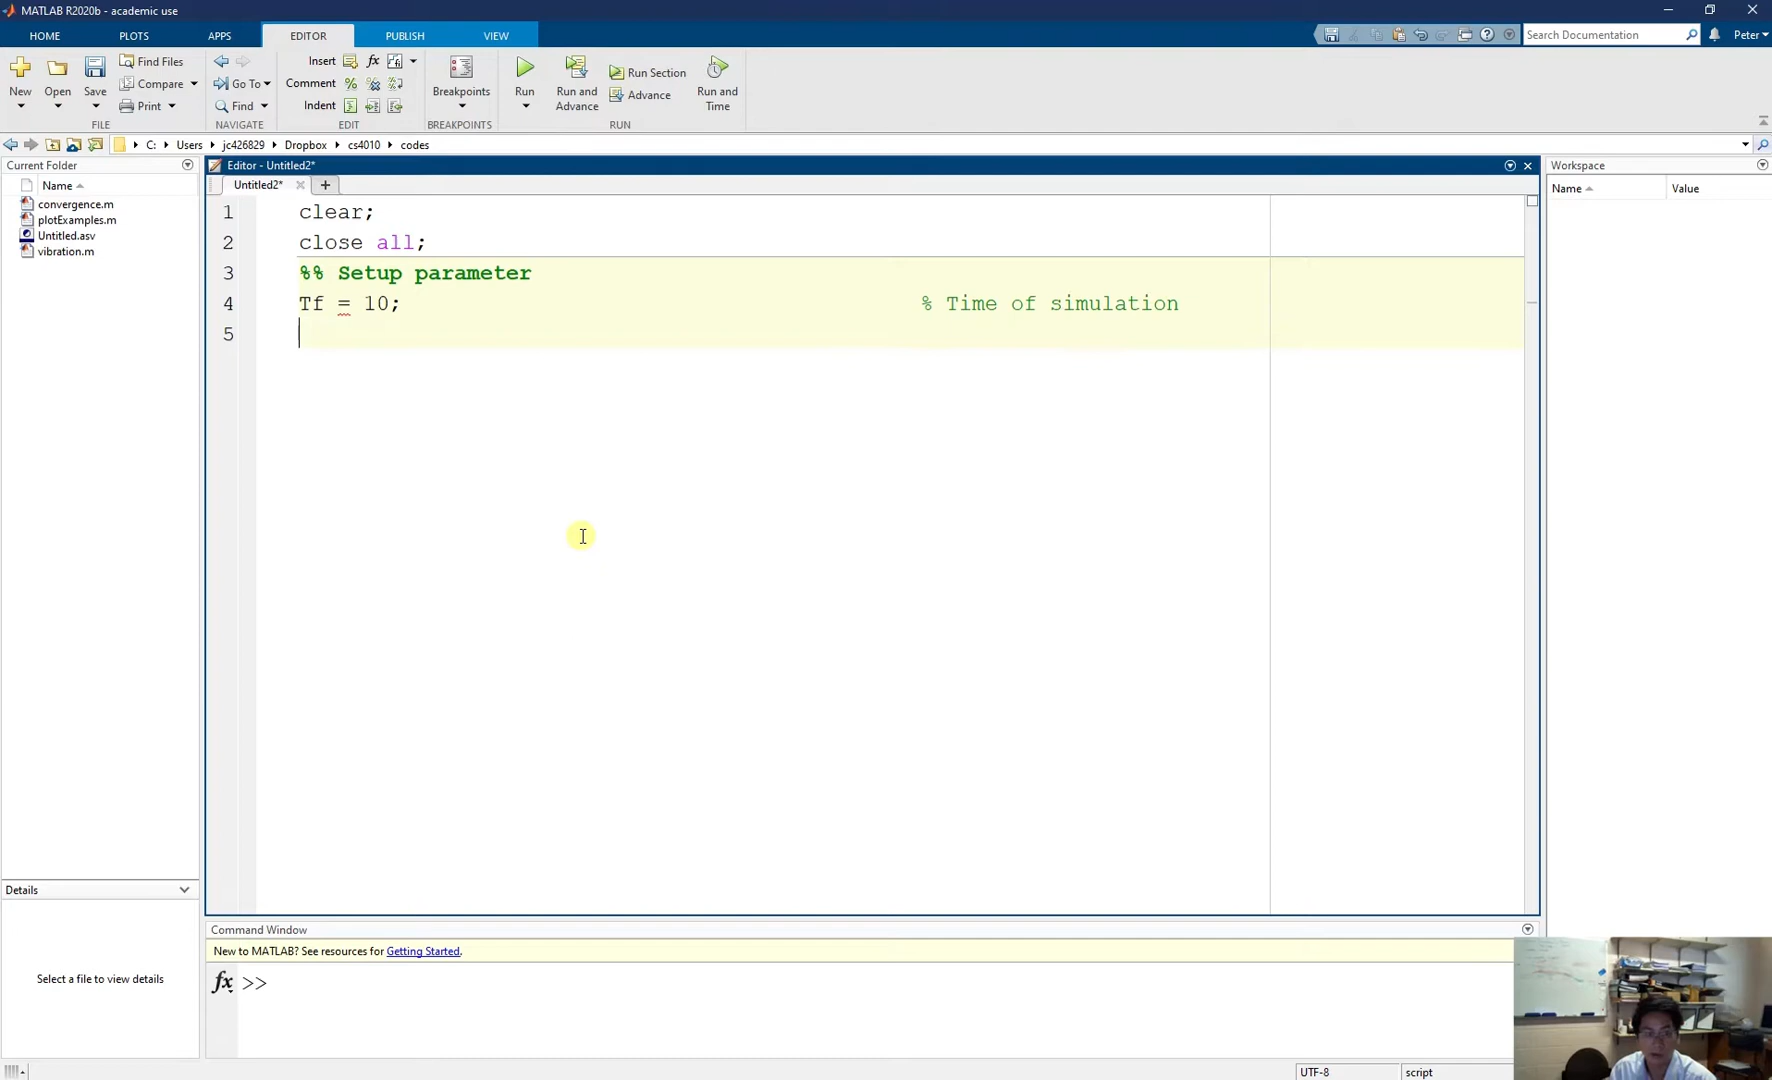 MATLAB R2020b - academic use
HOME PLOTS APPS EDITOR PUBLISH VIEW
Search Documentation
Peter
New Open Save
Find Files
Compare
Print
FILE
Go To
Find
NAVIGATE
Insert fx
Comment
Indent
EDIT
Breakpoints
BREAKPOINTS
Run
Run and Advance
Run Section
Advance
Run and Time
RUN
C: Users jc426829 Dropbox cs4010 codes
Current Folder
Name
convergence.m
plotExamples.m
Untitled.asv
vibration.m
Details
Select a file to view details
Editor - Untitled2*
Untitled2* +
1 clear;
2 close all;
3 %% Setup parameter
4 Tf = 10; % Time of simulation
5
Command Window
New to MATLAB? See resources for Getting Started.
fx >>
Workspace
Name Value
UTF-8 script